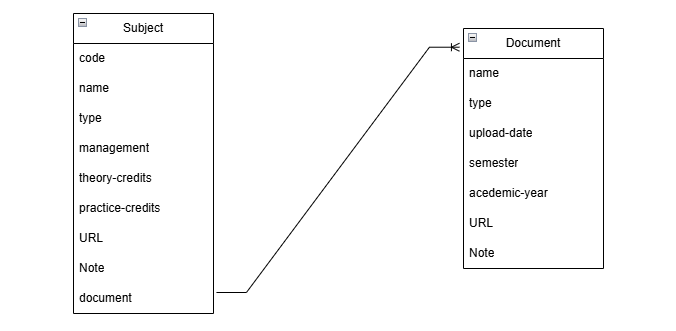 Subject
code
name
type
management
theory-credits
practice-credits
URL
Note
document
Document
name
type
upload-date
semester
acedemic-year
URL
Note